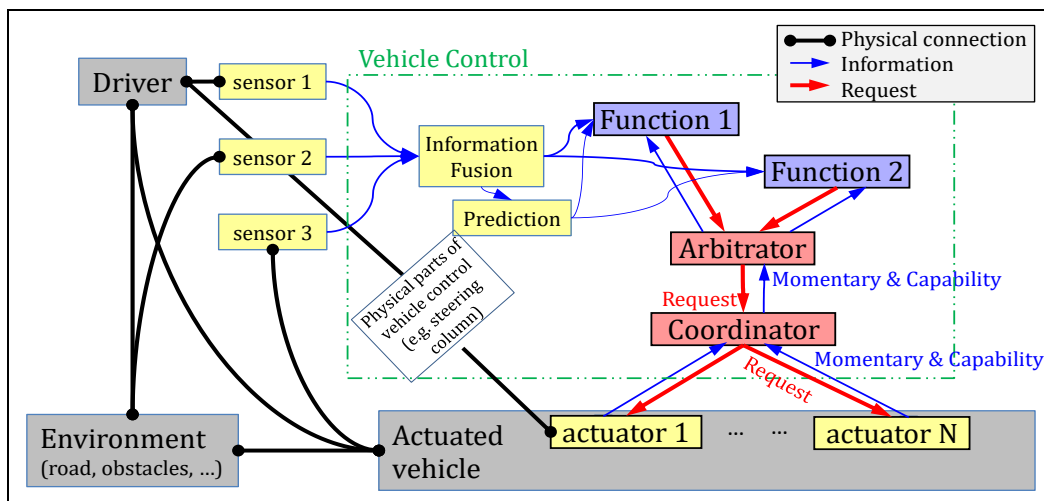 Physical connection
Information
Request
Vehicle Control
Driver
sensor 1
sensor 2
sensor 3
Information
Fusion
Prediction
Function 1
Function 2
Arbitrator
Momentary & Capability
Request
Coordinator
Momentary & Capability
Request
Physical parts of
vehicle control
(e.g. steering
column)
Environment
(road, obstacles, ...)
Actuated
vehicle
actuator 1
... ...
actuator N